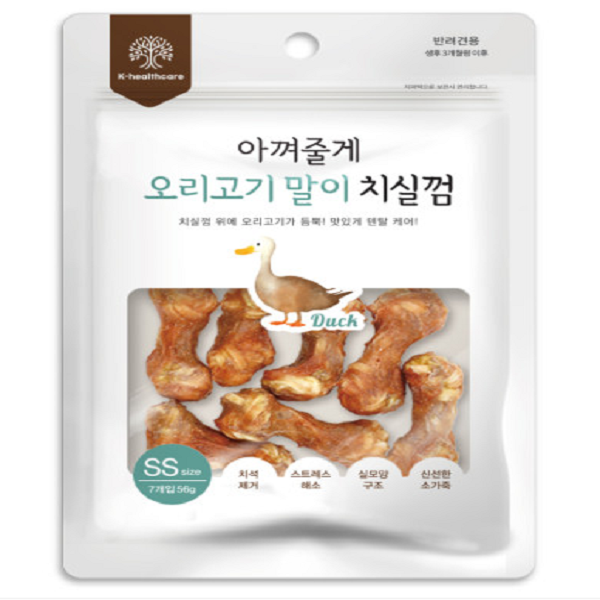 K-healthcare
반려견용
생후 3개월령 이후
아껴줄게
오리고기 말이 치실껌
치실껌 위에 오리고기가 듬뿍! 맛있게 덴탈 케어!
Duck
SS size
7개입 56g
치석
제거
스트레스
해소
실모양
구조
신선한
소가죽